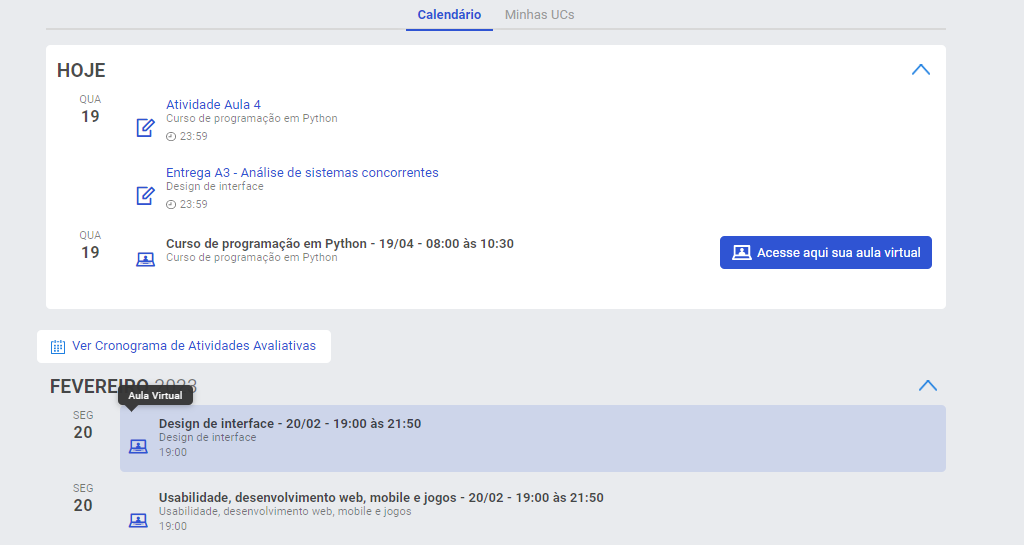 Calendário
Minhas UCs
HOJE
QUA
19
Atividade Aula 4
Curso de programação em Python
23:59
Entrega A3 - Análise de sistemas concorrentes
Design de interface
23:59
QUA
19
Curso de programação em Python - 19/04 - 08:00 às 10:30
Curso de programação em Python
Acesse aqui sua aula virtual
Ver Cronograma de Atividades Avaliativas
FEVEREIRO 2023
Aula Virtual
SEG
20
Design de interface - 20/02 - 19:00 às 21:50
Design de interface
19:00
SEG
20
Usabilidade, desenvolvimento web, mobile e jogos - 20/02 - 19:00 às 21:50
Usabilidade, desenvolvimento web, mobile e jogos
19:00